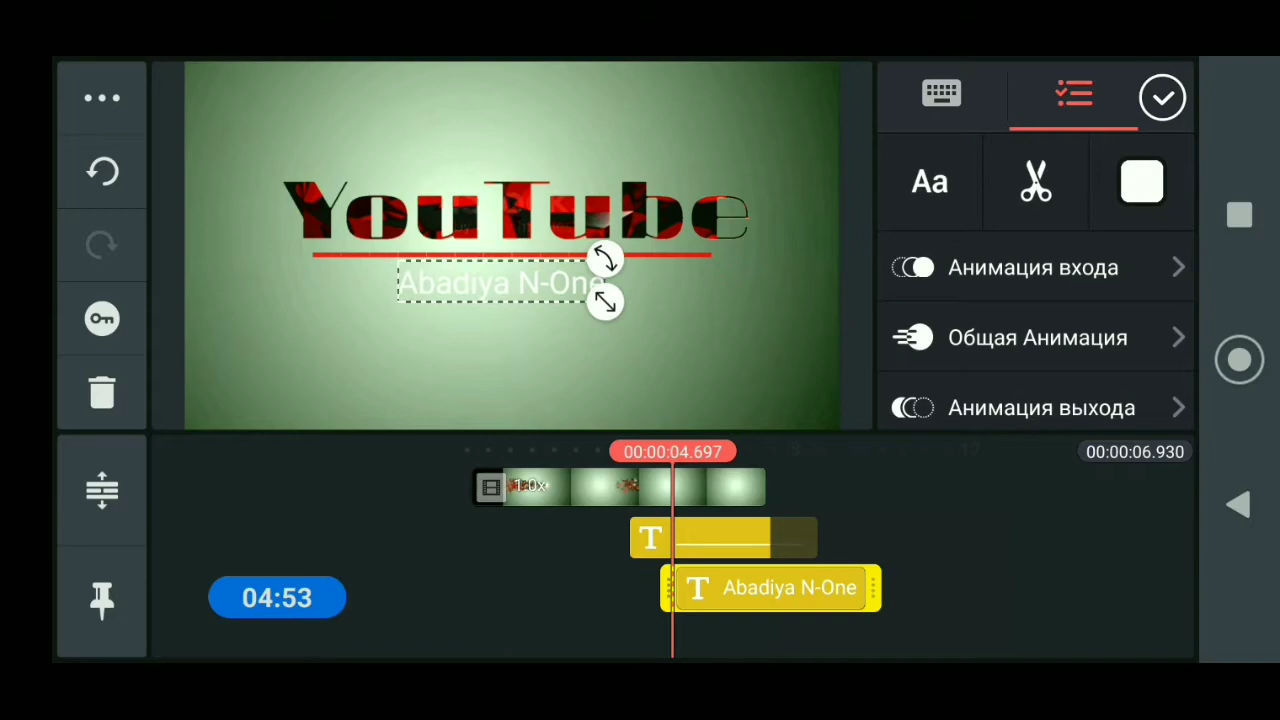 YouTube
Abadiya N-One
Aa
Анимация входа
Общая Анимация
Анимация выхода
00:00:04.697
00:00:06.930
1.0x
T
T Abadiya N-One
04:53